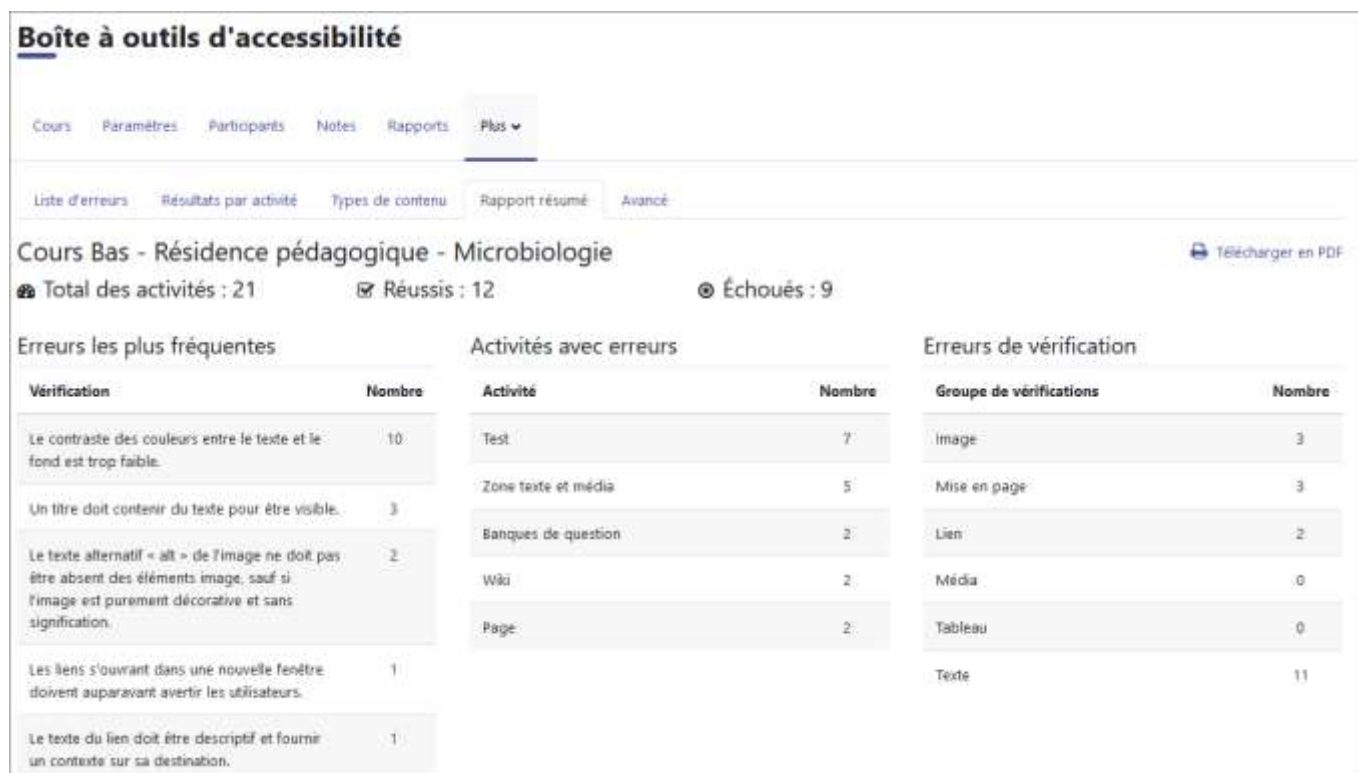 Boîte à outils d'accessibilité
Cours Paramètres Participants Notes Rapports Plus
Liste d'erreurs Résultats par activité Types de contenu Rapport résumé Avancé
Cours Bas - Résidence pédagogique - Microbiologie
Télécharger en PDF
Total des activités : 21 Réussis : 12 Échoués : 9
Erreurs les plus fréquentes
Vérification Nombre
Le contraste des couleurs entre le texte et le 10
fond est trop faible.
Un titre doit contenir du texte pour être visible. 3
Le texte alternatif « alt » de l'image ne doit pas 2
être absent des éléments image, sauf si
l'image est purement décorative et sans
signification.
Les liens s'ouvrant dans une nouvelle fenêtre 1
doivent auparavant avertir les utilisateurs.
Le texte du lien doit être descriptif et fournir 1
un contexte sur sa destination.
Activités avec erreurs
Activité Nombre
Test 7
Zone texte et média 5
Banques de question 2
Wiki 2
Page 2
Erreurs de vérification
Groupe de vérifications Nombre
Image 3
Mise en page 3
Lien 2
Média 0
Tableau 0
Texte 11